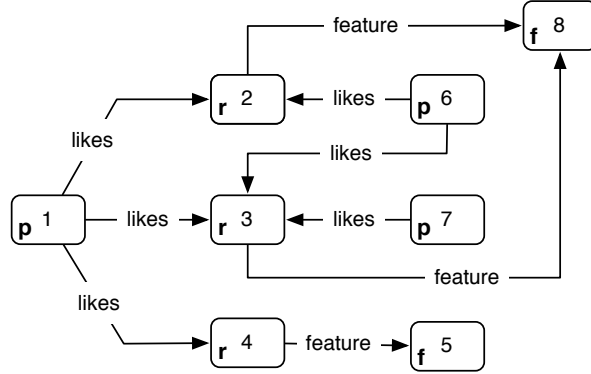 feature
f 8
r 2
likes
p 6
likes
likes
p 1
likes
r 3
likes
p 7
feature
likes
r 4
feature
f 5